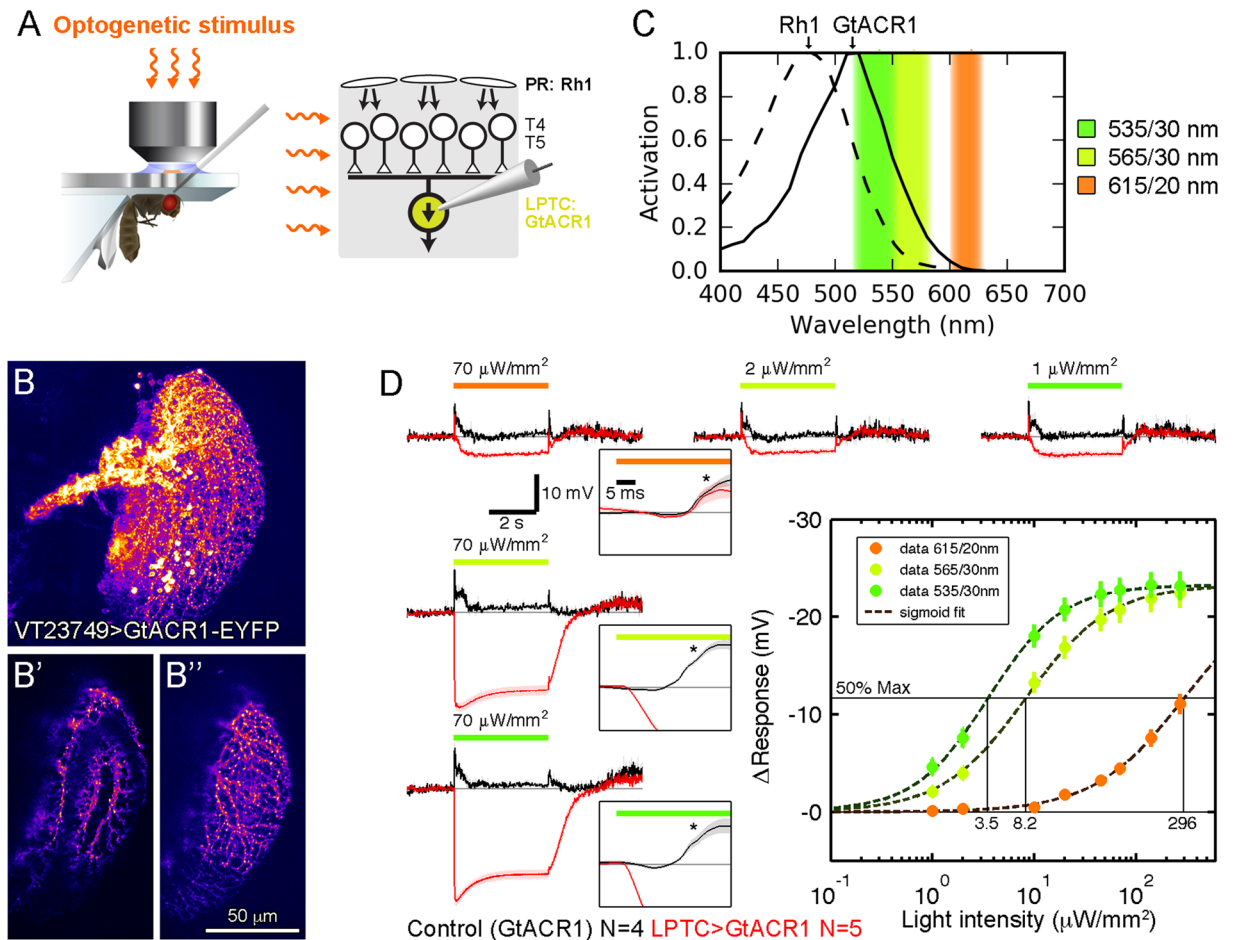 A Optogenetic stimulus
PR: Rh1
T4
T5
LPTC:
GtACR1
C
Rh1 GtACR1
1.0
0.8
0.6
0.4
0.2
0.0
Activation
400 450 500 550 600 650 700
Wavelength (nm)
535/30 nm
565/30 nm
615/20 nm
B
VT23749>GtACR1-EYFP
B'
B''
50 μm
D
70 μW/mm²
2 μW/mm²
1 μW/mm²
10 mV
2 s
5 ms
*
70 μW/mm²
*
70 μW/mm²
*
Control (GtACR1) N=4 LPTC>GtACR1 N=5
-30
-20
-10
-0
ΔResponse (mV)
data 615/20nm
data 565/30nm
data 535/30nm
sigmoid fit
50% Max
3.5 8.2 296
10⁻¹ 10⁰ 10¹ 10²
Light intensity (μW/mm²)